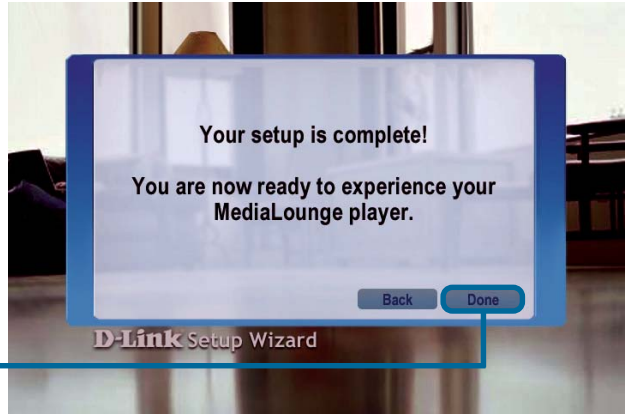 Your setup is complete!
You are now ready to experience your
MediaLounge player.
Back Done
D-Link Setup Wizard